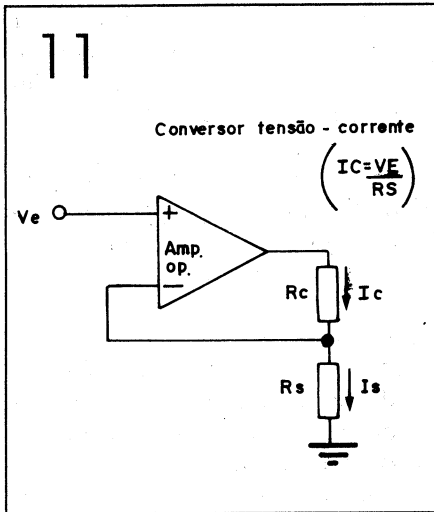 11
Conversor tensão - corrente
(IC=VE/RS)
Ve
+
Amp.
op.
−
Rc
Ic
Rs
Is